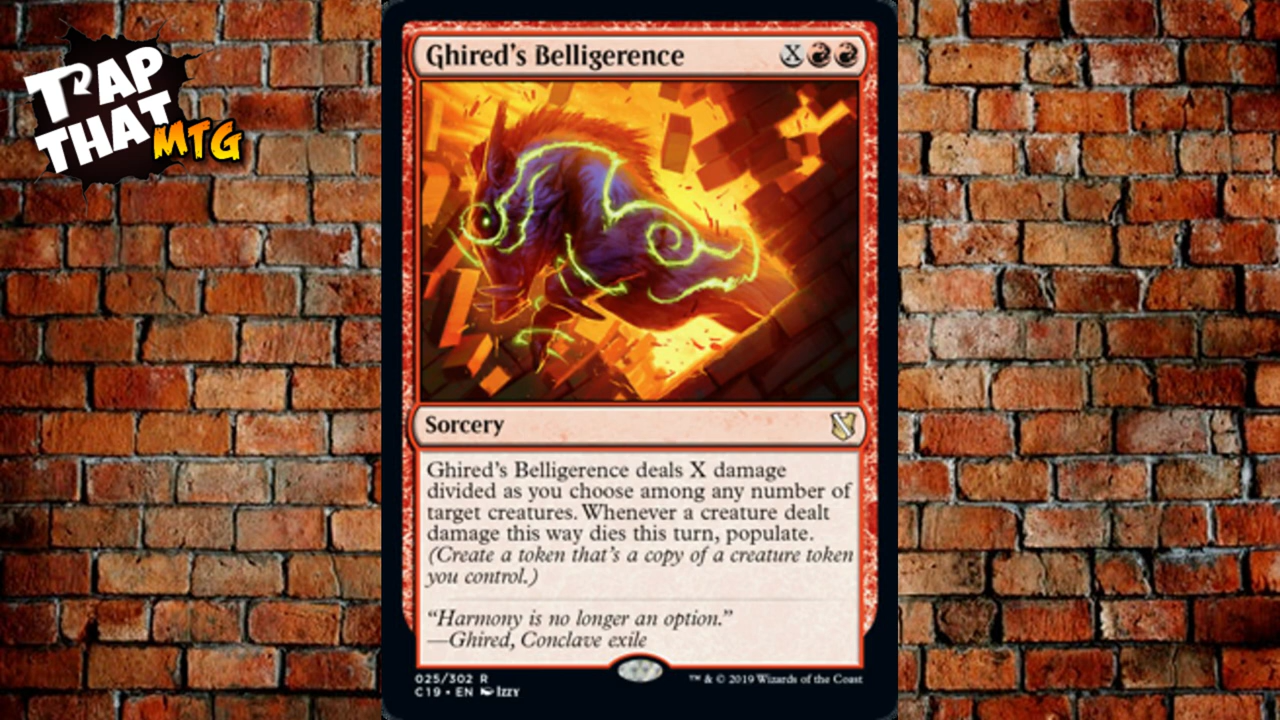 TRAP
THAT
MTG
Ghired's Belligerence X
Sorcery
Ghired's Belligerence deals X damage
divided as you choose among any number of
target creatures. Whenever a creature dealt
damage this way dies this turn, populate.
(Create a token that's a copy of a creature token
you control.)
“Harmony is no longer an option.”
—Ghired, Conclave exile
025/302 R
C19 • EN Izzy
™ & © 2019 Wizards of the Coast